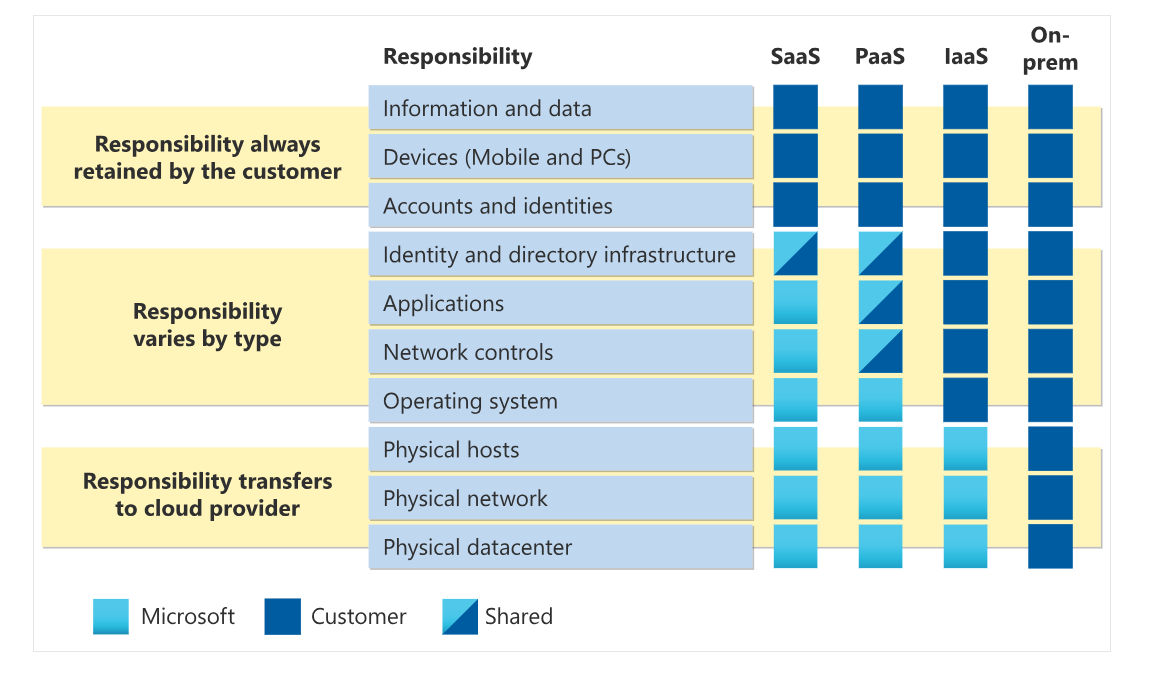 Responsibility
SaaS
PaaS
IaaS
On-
prem
Responsibility always
retained by the customer
Information and data
Devices (Mobile and PCs)
Accounts and identities
Responsibility
varies by type
Identity and directory infrastructure
Applications
Network controls
Operating system
Responsibility transfers
to cloud provider
Physical hosts
Physical network
Physical datacenter
Microsoft
Customer
Shared